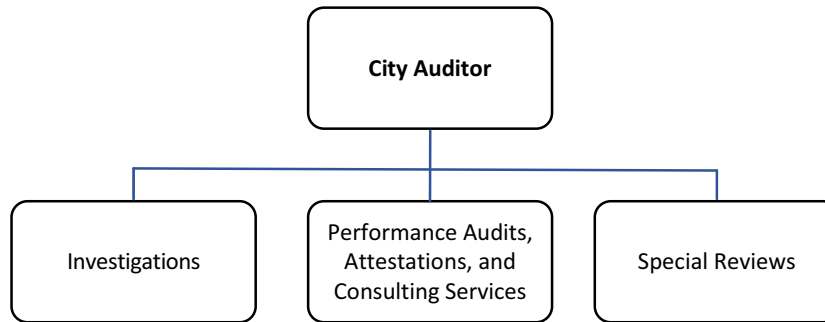 City Auditor
Investigations
Performance Audits,
Attestations, and
Consulting Services
Special Reviews